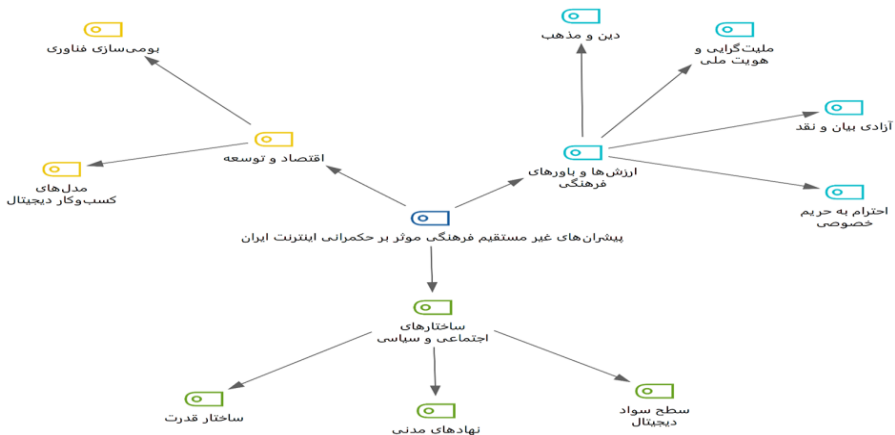 دین و مذهب
ملیت‌گرایی و
هویت ملی
بومی‌سازی فناوری
آزادی بیان و نقد
اقتصاد و توسعه
ارزش‌ها و باورهای
فرهنگی
مدل‌های
کسب‌وکار دیجیتال
احترام به حریم
خصوصی
پیشران‌های غیر مستقیم فرهنگی موثر بر حکمرانی اینترنت ایران
ساختارهای
اجتماعی و سیاسی
سطح سواد
دیجیتال
نهادهای مدنی
ساختار قدرت